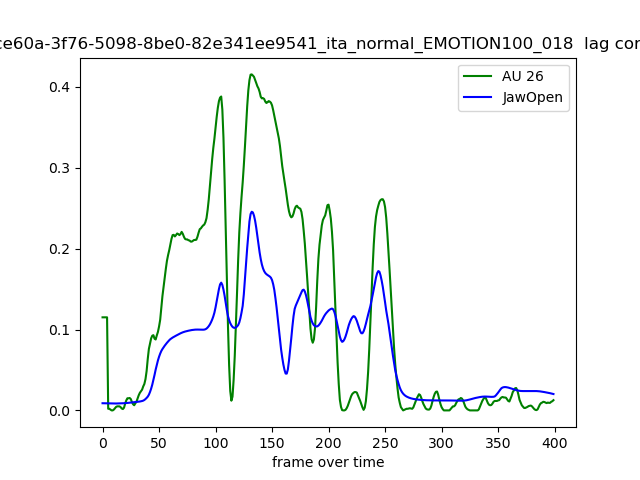 ce60a-3f76-5098-8be0-82e341ee9541_ita_normal_EMOTION100_018 lag cor
AU 26
JawOpen
0.4
0.3
0.2
0.1
0.0
0 50 100 150 200 250 300 350 400
frame over time